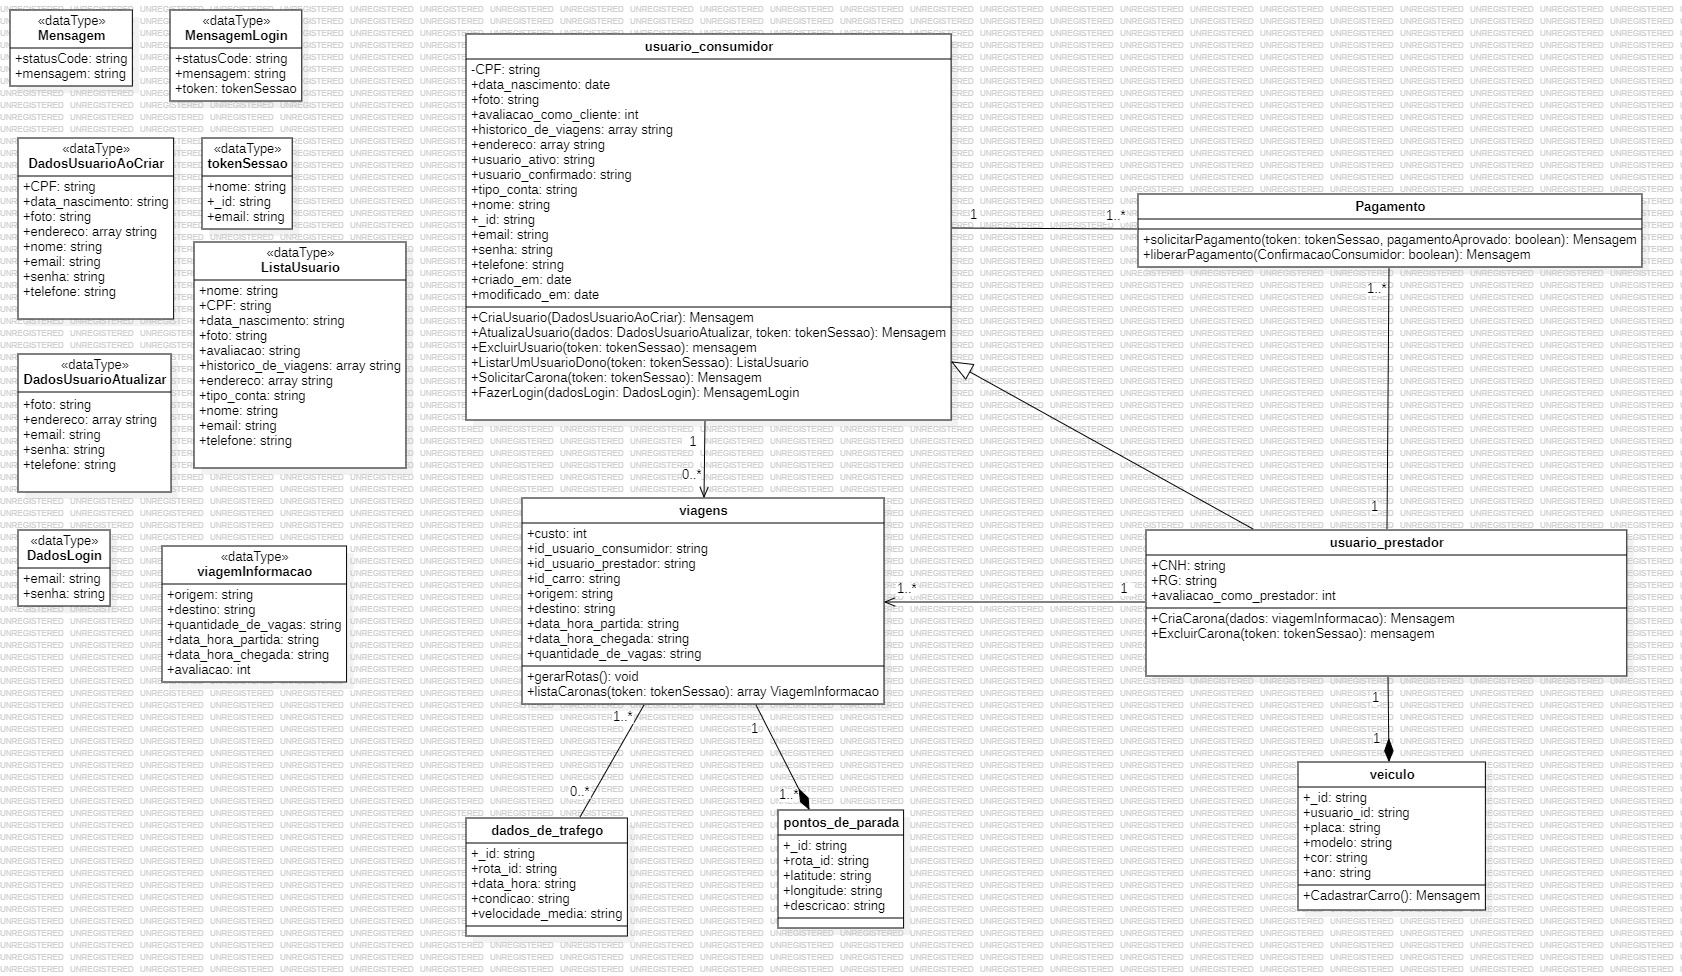 «dataType»
Mensagem
+statusCode: string
+mensagem: string
«dataType»
MensagemLogin
+statusCode: string
+mensagem: string
+token: tokenSessao
«dataType»
DadosUsuarioAoCriar
+CPF: string
+data_nascimento: string
+foto: string
+endereco: array string
+nome: string
+email: string
+senha: string
+telefone: string
«dataType»
tokenSessao
+nome: string
+_id: string
+email: string
«dataType»
ListaUsuario
+nome: string
+CPF: string
+data_nascimento: string
+foto: string
+avaliacao: string
+historico_de_viagens: array string
+endereco: array string
+tipo_conta: string
+nome: string
+email: string
+telefone: string
«dataType»
DadosUsuarioAtualizar
+foto: string
+endereco: array string
+email: string
+senha: string
+telefone: string
«dataType»
DadosLogin
+email: string
+senha: string
«dataType»
viagemInformacao
+origem: string
+destino: string
+quantidade_de_vagas: string
+data_hora_partida: string
+data_hora_chegada: string
+avaliacao: int
usuario_consumidor
-CPF: string
+data_nascimento: date
+foto: string
+avaliacao_como_cliente: int
+historico_de_viagens: array string
+endereco: array string
+usuario_ativo: string
+usuario_confirmado: string
+tipo_conta: string
+nome: string
+_id: string
+email: string
+senha: string
+telefone: string
+criado_em: date
+modificado_em: date
+CriaUsuario(DadosUsuarioAoCriar): Mensagem
+AtualizaUsuario(dados: DadosUsuarioAtualizar, token: tokenSessao): Mensagem
+ExcluirUsuario(token: tokenSessao): mensagem
+ListarUmUsuarioDono(token: tokenSessao): ListaUsuario
+SolicitarCarona(token: tokenSessao): Mensagem
+FazerLogin(dadosLogin: DadosLogin): MensagemLogin
1
1..*
Pagamento
+solicitarPagamento(token: tokenSessao, pagamentoAprovado: boolean): Mensagem
+liberarPagamento(ConfirmacaoConsumidor: boolean): Mensagem
1..*
1
1
0..*
viagens
+custo: int
+id_usuario_consumidor: string
+id_usuario_prestador: string
+id_carro: string
+origem: string
+destino: string
+data_hora_partida: string
+data_hora_chegada: string
+quantidade_de_vagas: string
+gerarRotas(): void
+listaCaronas(token: tokenSessao): array ViagemInformacao
1..*
1
usuario_prestador
+CNH: string
+RG: string
+avaliacao_como_prestador: int
+CriaCarona(dados: viagemInformacao): Mensagem
+ExcluirCarona(token: tokenSessao): mensagem
1..*
0..*
1
1..*
1
1
dados_de_trafego
+_id: string
+rota_id: string
+data_hora: string
+condicao: string
+velocidade_media: string
pontos_de_parada
+_id: string
+rota_id: string
+latitude: string
+longitude: string
+descricao: string
veiculo
+_id: string
+usuario_id: string
+placa: string
+modelo: string
+cor: string
+ano: string
+CadastrarCarro(): Mensagem
UNREGISTERED